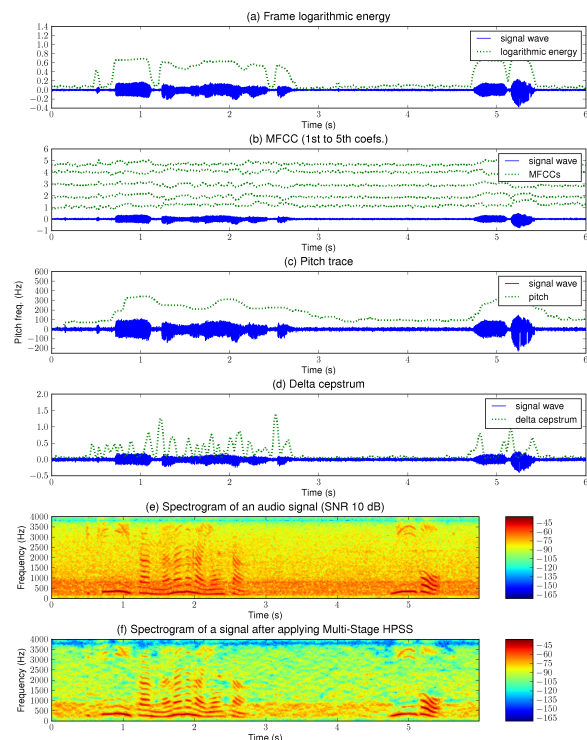 (a) Frame logarithmic energy
1.4
1.2
1.0
0.8
0.6
0.4
0.2
0.0
−0.2
−0.4
signal wave
logarithmic energy
0 1 2 3 4 5 6
Time (s)
(b) MFCC (1st to 5th coefs.)
6
5
4
3
2
1
0
−1
signal wave
MFCCs
0 1 2 3 4 5 6
Time (s)
(c) Pitch trace
Pitch freq. (Hz)
600
500
400
300
200
100
0
−100
−200
signal wave
pitch
0 1 2 3 4 5 6
Time (s)
(d) Delta cepstrum
2.0
1.5
1.0
0.5
0.0
−0.5
signal wave
delta cepstrum
0 1 2 3 4 5 6
Time (s)
(e) Spectrogram of an audio signal (SNR 10 dB)
Frequency (Hz)
4000
3500
3000
2500
2000
1500
1000
500
0
0 1 2 3 4 5
Time (s)
−45
−60
−75
−90
−105
−120
−135
−150
−165
(f) Spectrogram of a signal after applying Multi-Stage HPSS
Frequency (Hz)
4000
3500
3000
2500
2000
1500
1000
500
0
0 1 2 3 4 5
Time (s)
−45
−60
−75
−90
−105
−120
−135
−150
−165